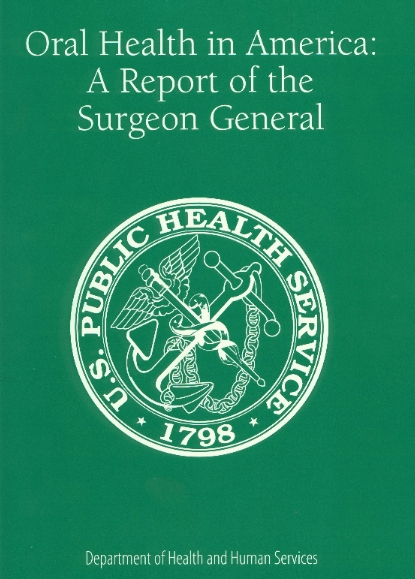 Oral Health in America:
A Report of the
Surgeon General
U.S. PUBLIC HEALTH SERVICE
1798
Department of Health and Human Services